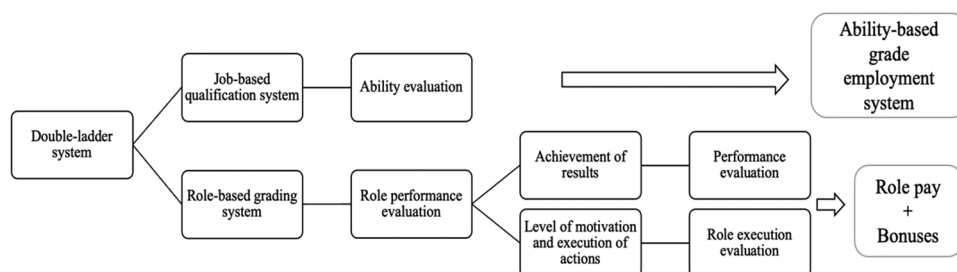 Double-ladder
system
Job-based
qualification system
Ability evaluation
Ability-based
grade
employment
system
Role-based grading
system
Role performance
evaluation
Achievement of
results
Performance
evaluation
Level of motivation
and execution of
actions
Role execution
evaluation
Role pay
+
Bonuses